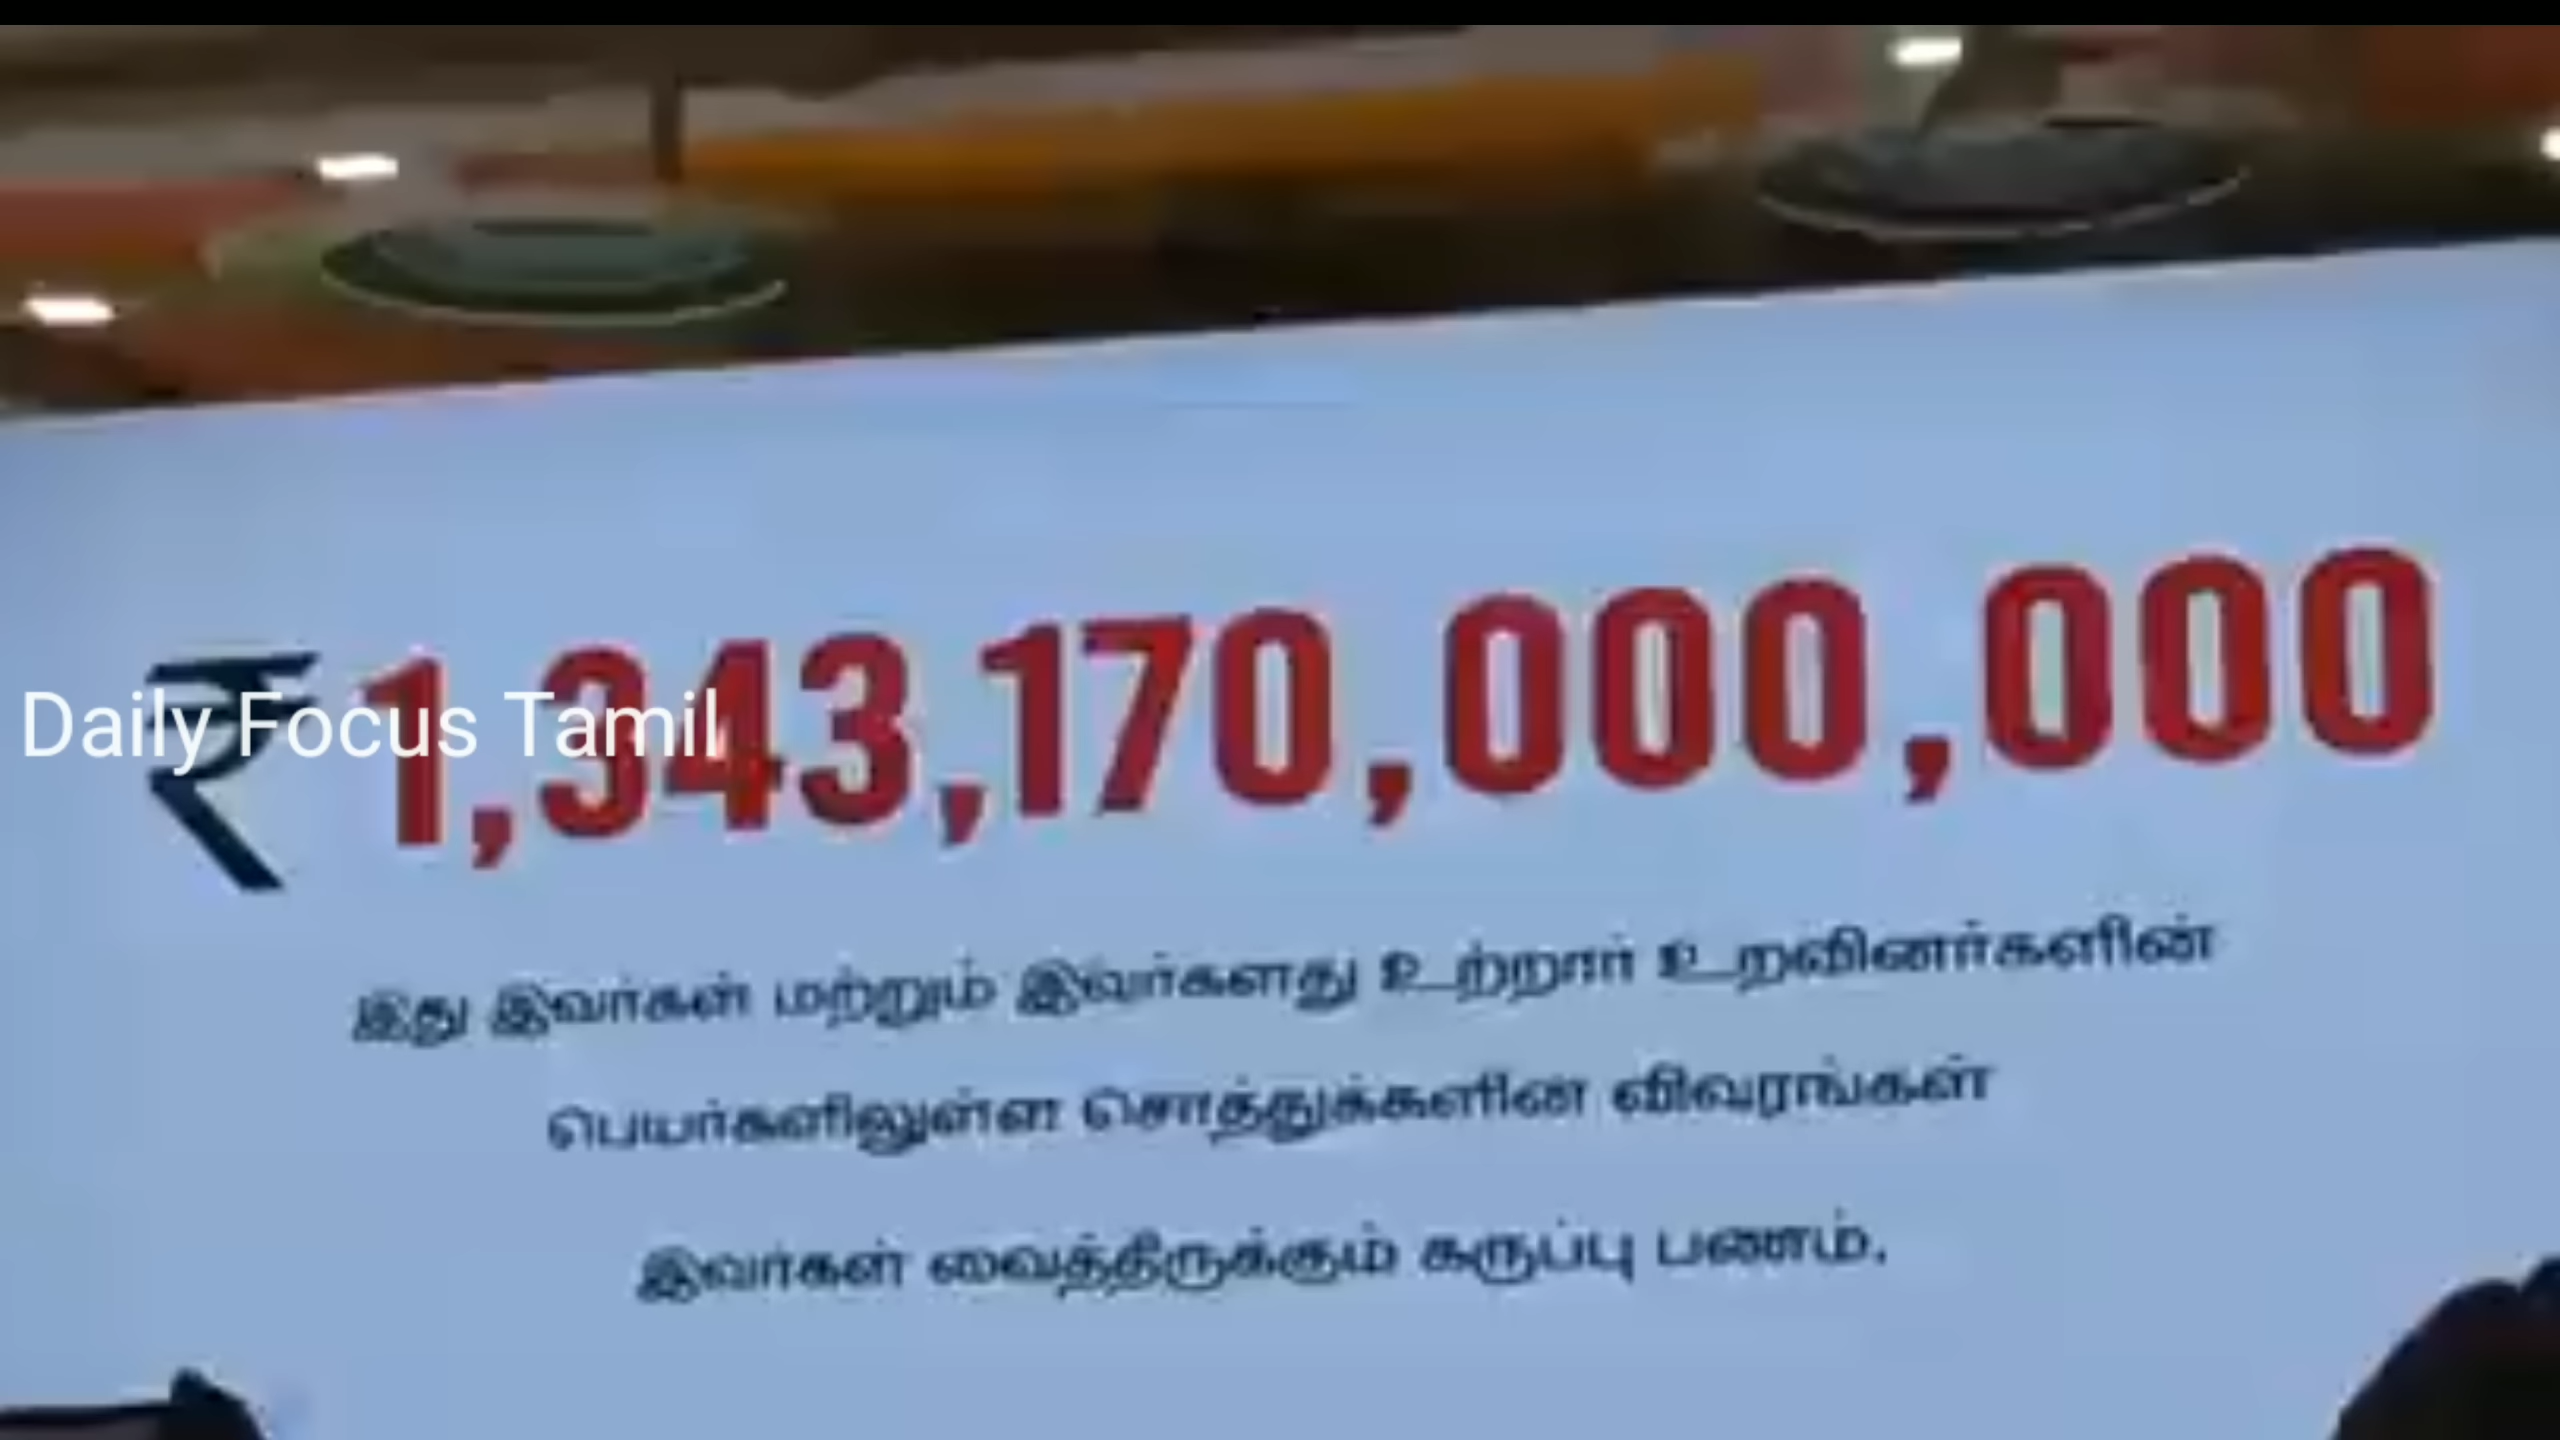 ₹1,343,170,000,000
Daily Focus Tamil
இது இவர்கள் மற்றும் இவர்களது உற்றார் உறவினர்களின்
பெயர்களிலுள்ள சொத்துக்களின் விவரங்கள்
இவர்கள் வைத்திருக்கும் கருப்பு பணம்.